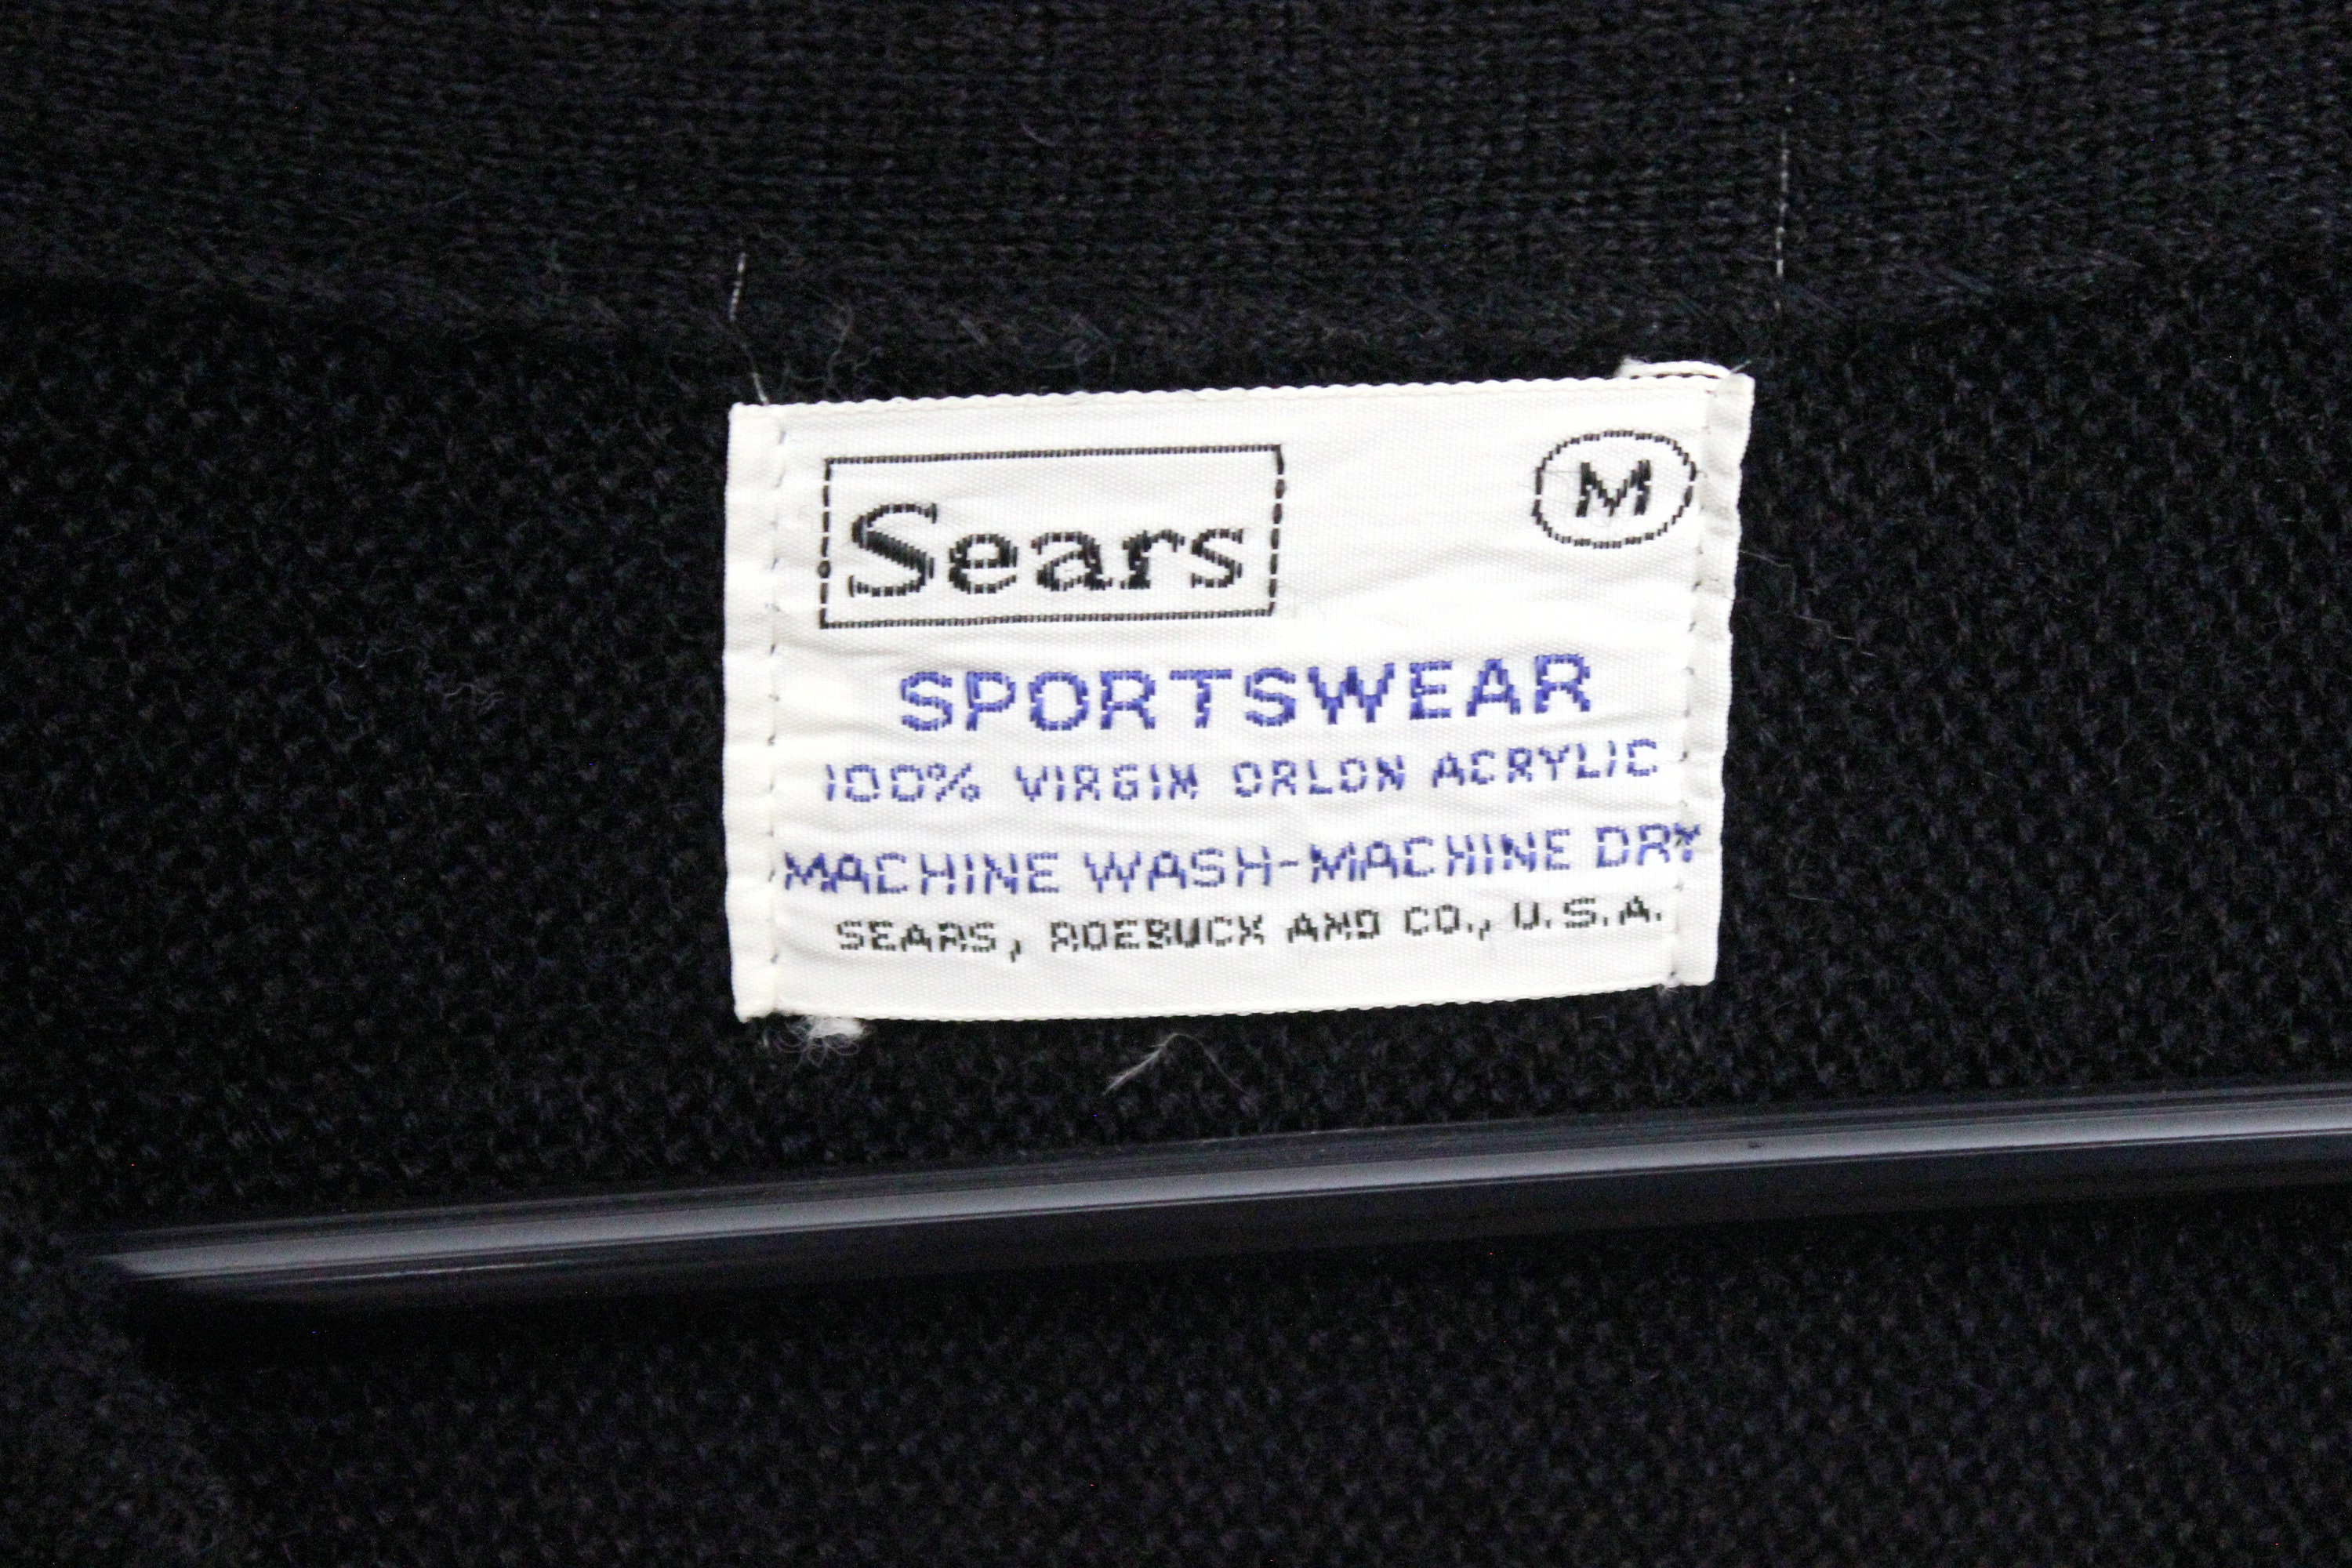 Sears
M
SPORTSWEAR
100% VIRGIN ORLON ACRYLIC
MACHINE WASH-MACHINE DRY
SEARS, ROEBUCK AND CO., U.S.A.